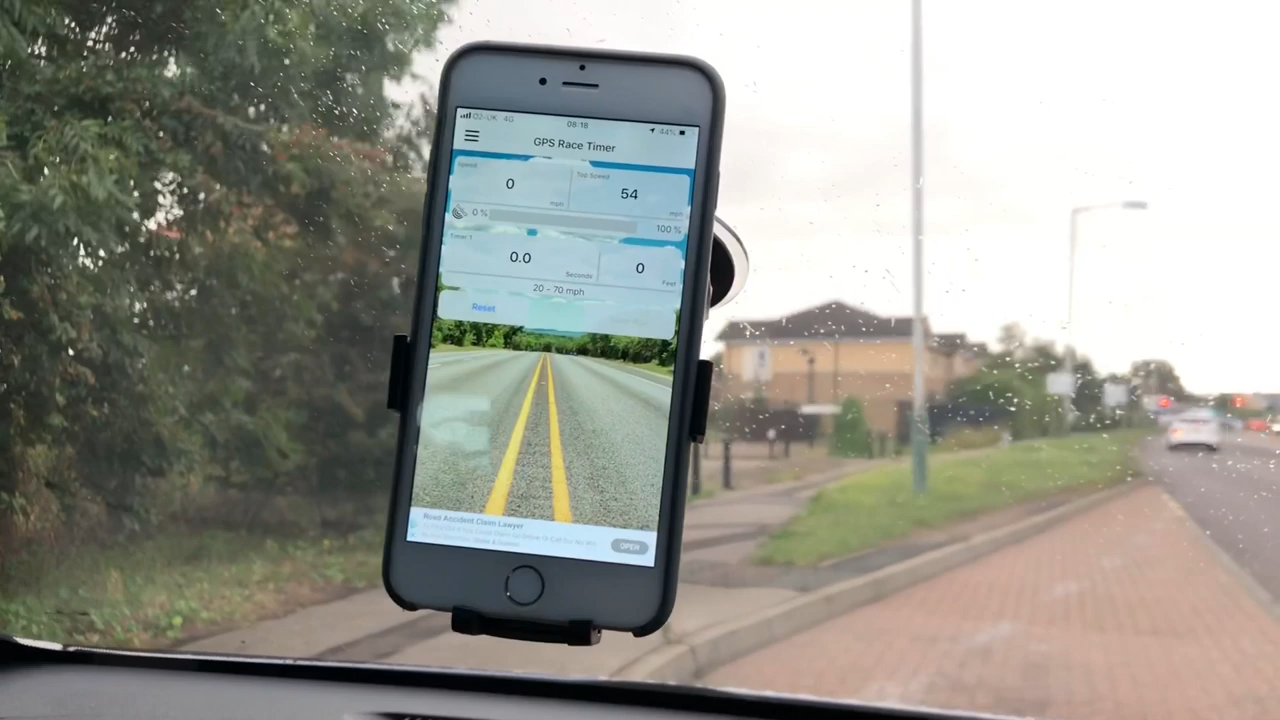 O2-UK 4G 08:18 44%
GPS Race Timer
Speed Top Speed
0 54
mph mph
0 % 100 %
Timer 1
0.0 0
Seconds Feet
20 - 70 mph
Reset
Road Accident Claim Lawyer
OPEN